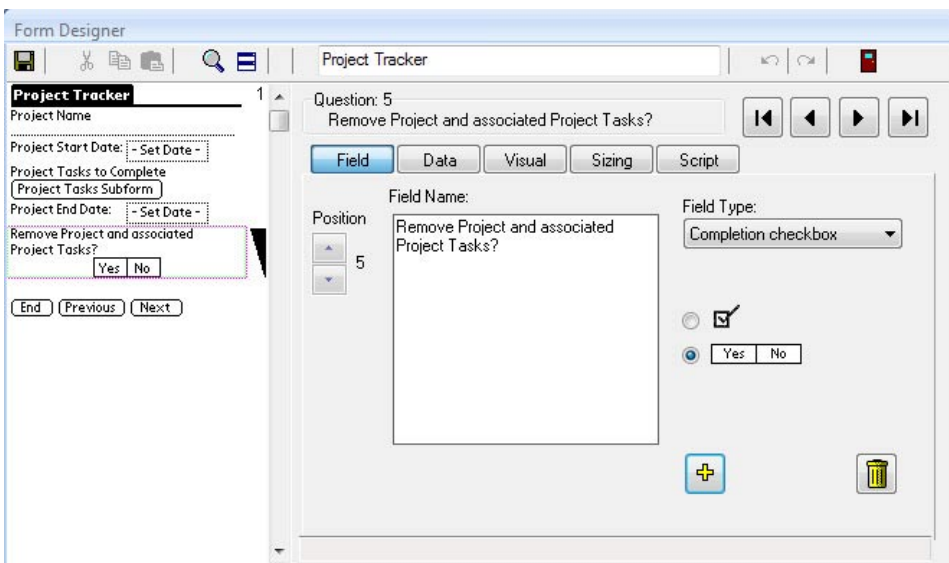 Form Designer
Project Tracker
Project Tracker 1
Project Name
Project Start Date: - Set Date -
Project Tasks to Complete
Project Tasks Subform
Project End Date: - Set Date -
Remove Project and associated
Project Tasks?
Yes No
End Previous Next
Question: 5
Remove Project and associated Project Tasks?
Field Data Visual Sizing Script
Field Name:
Position
5
Remove Project and associated
Project Tasks?
Field Type:
Completion checkbox
Yes No